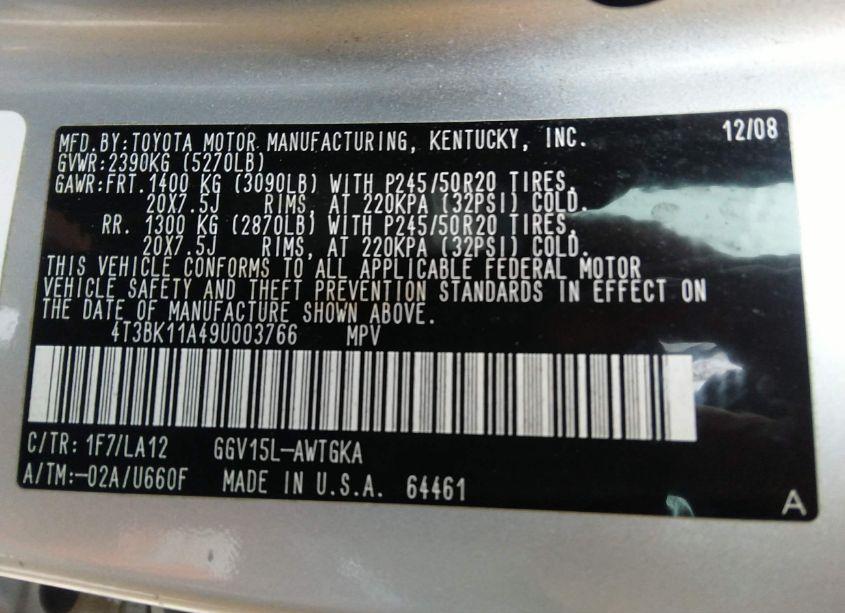 MFD.BY:TOYOTA MOTOR MANUFACTURING, KENTUCKY, INC. 12/08
GVWR:2390KG (5270LB)
GAWR:FRT.1400 KG (3090LB) WITH P245/50R20 TIRES,
20X7.5J RIMS, AT 220KPA (32PSI) COLD.
RR. 1300 KG (2870LB) WITH P245/50R20 TIRES,
20X7.5J RIMS, AT 220KPA (32PSI) COLD.
THIS VEHICLE CONFORMS TO ALL APPLICABLE FEDERAL MOTOR
VEHICLE SAFETY AND THEFT PREVENTION STANDARDS IN EFFECT ON
THE DATE OF MANUFACTURE SHOWN ABOVE.
4T3BK11A49U003766 MPV
C/TR: 1F7/LA12 GGV15L-AWTGKA
A/TM:-02A/U660F MADE IN U.S.A. 64461
A